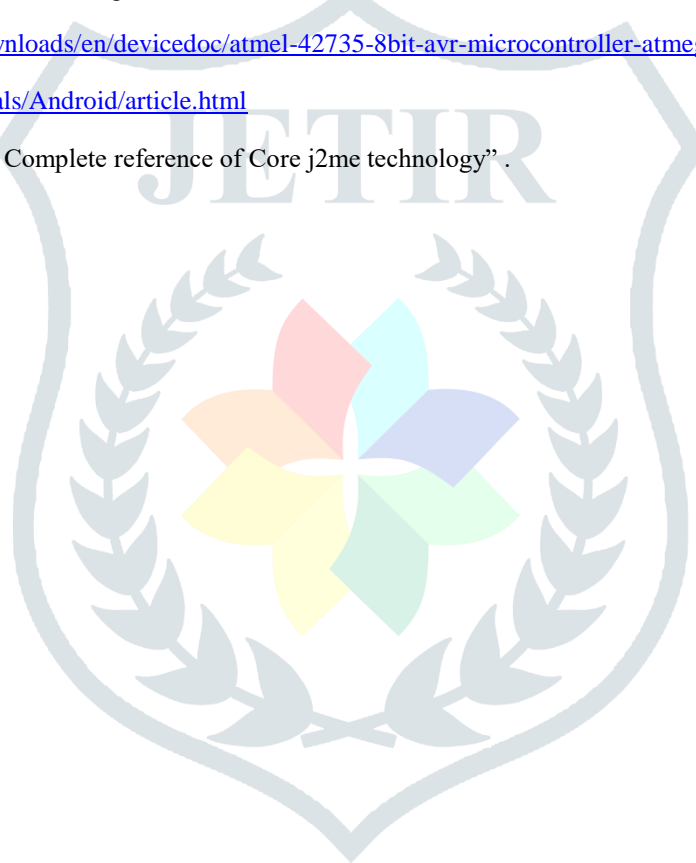 wnloads/en/devicedoc/atmel-42735-8bit-avr-microcontroller-atme
als/Android/article.html
Complete reference of Core j2me technology” .
JETIR